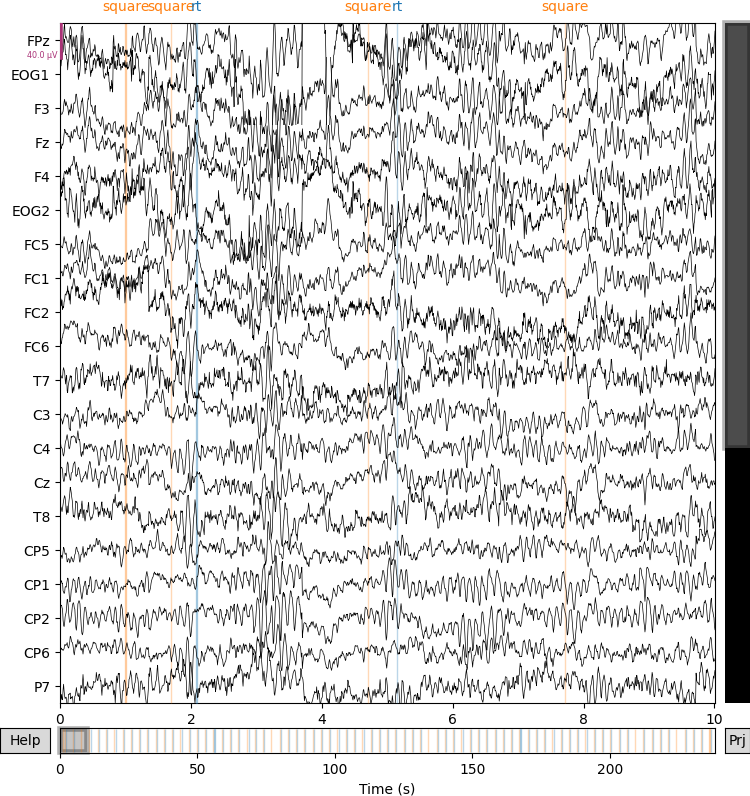 square square rt square rt square
FPz
40.0 µV
EOG1
F3
Fz
F4
EOG2
FC5
FC1
FC2
FC6
T7
C3
C4
Cz
T8
CP5
CP1
CP2
CP6
P7
0 2 4 6 8 10
Help Prj
0 50 100 150 200
Time (s)